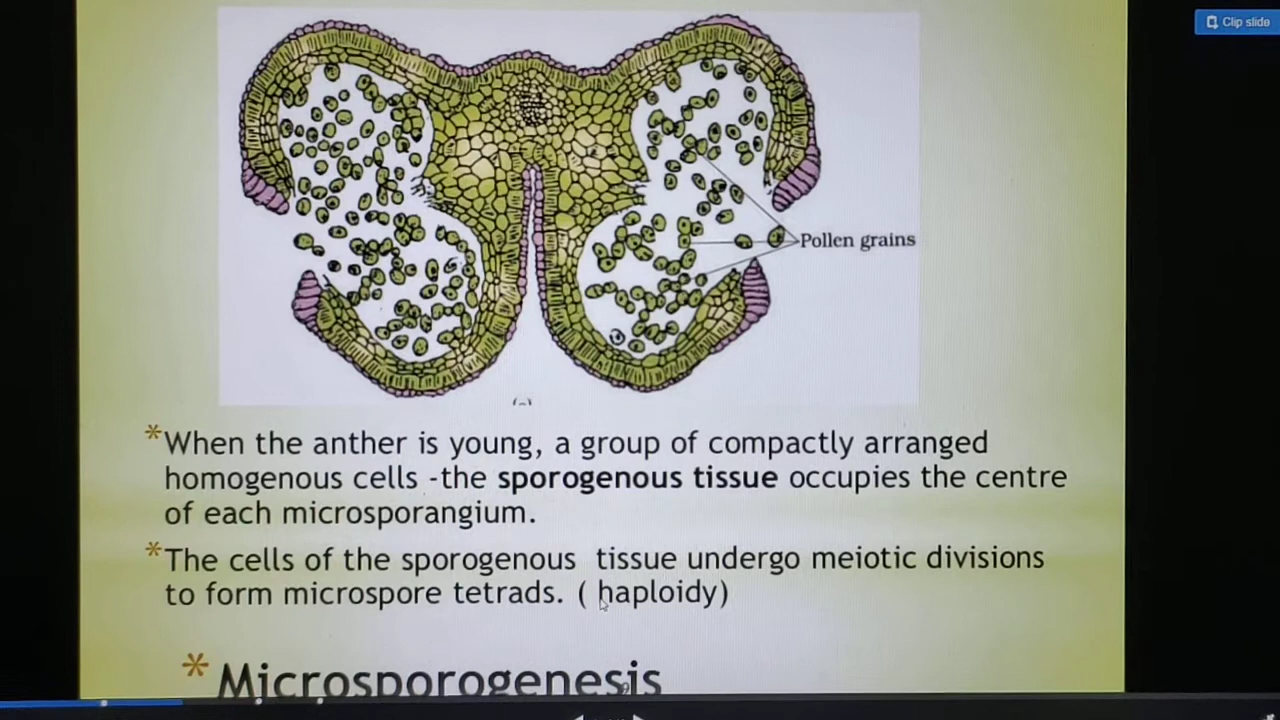 Clip slide
Pollen grains
*When the anther is young, a group of compactly arranged
homogenous cells -the sporogenous tissue occupies the centre
of each microsporangium.
*The cells of the sporogenous tissue undergo meiotic divisions
to form microspore tetrads. ( haploidy)
* Microsporogenesis